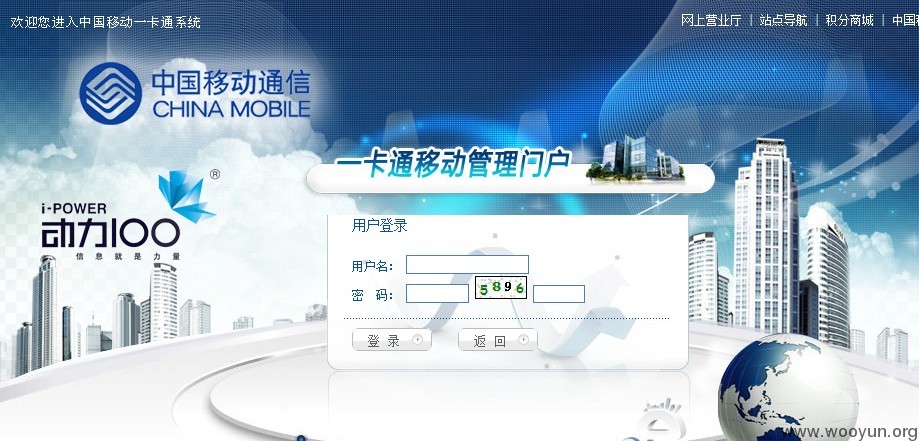 欢迎您进入中国移动一卡通系统
网上营业厅 | 站点导航 | 积分商城 | 中国
中国移动通信
CHINA MOBILE
一卡通移动管理门户
®
i-POWER
动力100
信息就是力量
用户登录
用户名:
密 码: 5896
登 录 返 回
www.wooyun.org